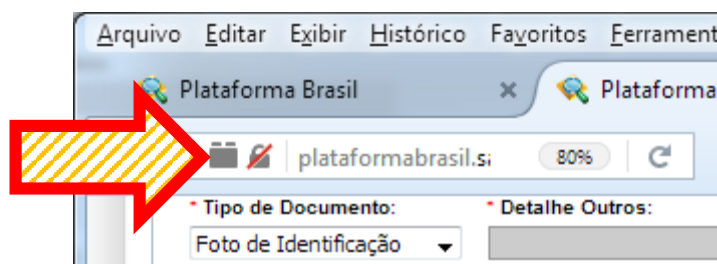 Arquivo Editar Exibir Histórico Favoritos Ferrament
Plataforma Brasil × Plataforma
plataformabrasil.sa 80%
* Tipo de Documento: * Detalhe Outros:
Foto de Identificação